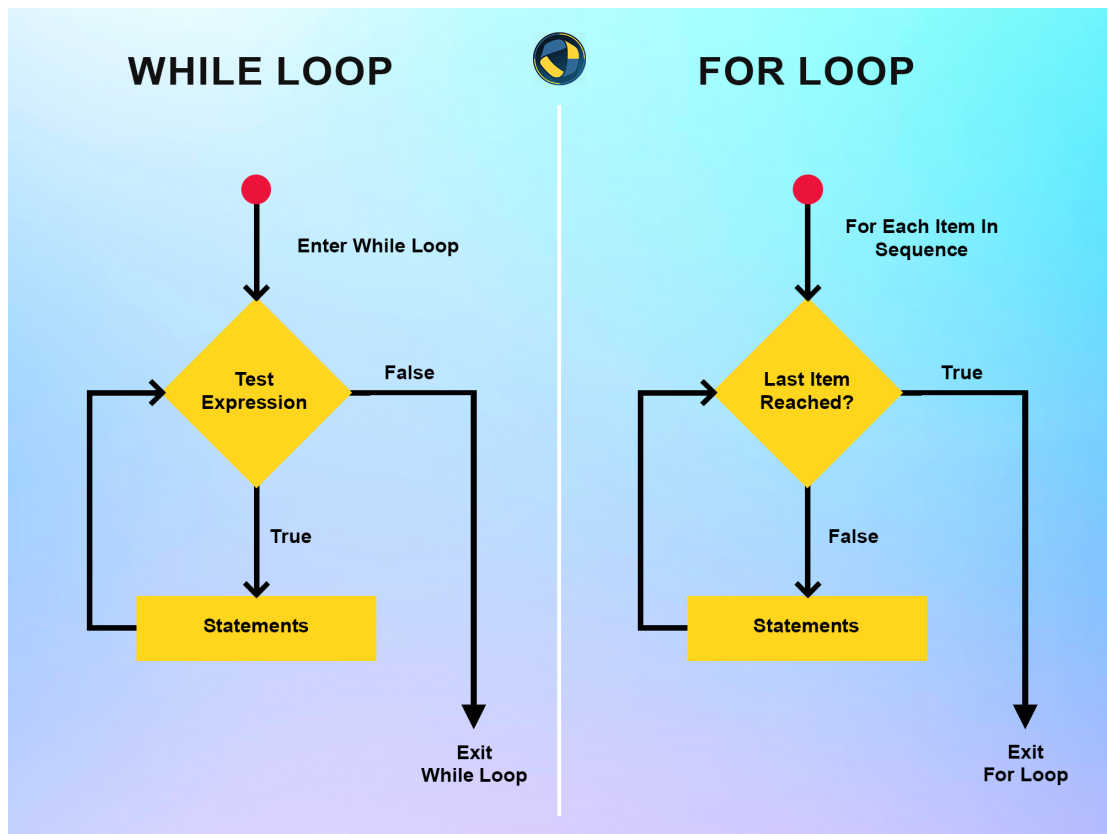 WHILE LOOP
Enter While Loop
Test
Expression
False
True
Statements
Exit
While Loop
FOR LOOP
For Each Item In
Sequence
Last Item
Reached?
True
False
Statements
Exit
For Loop